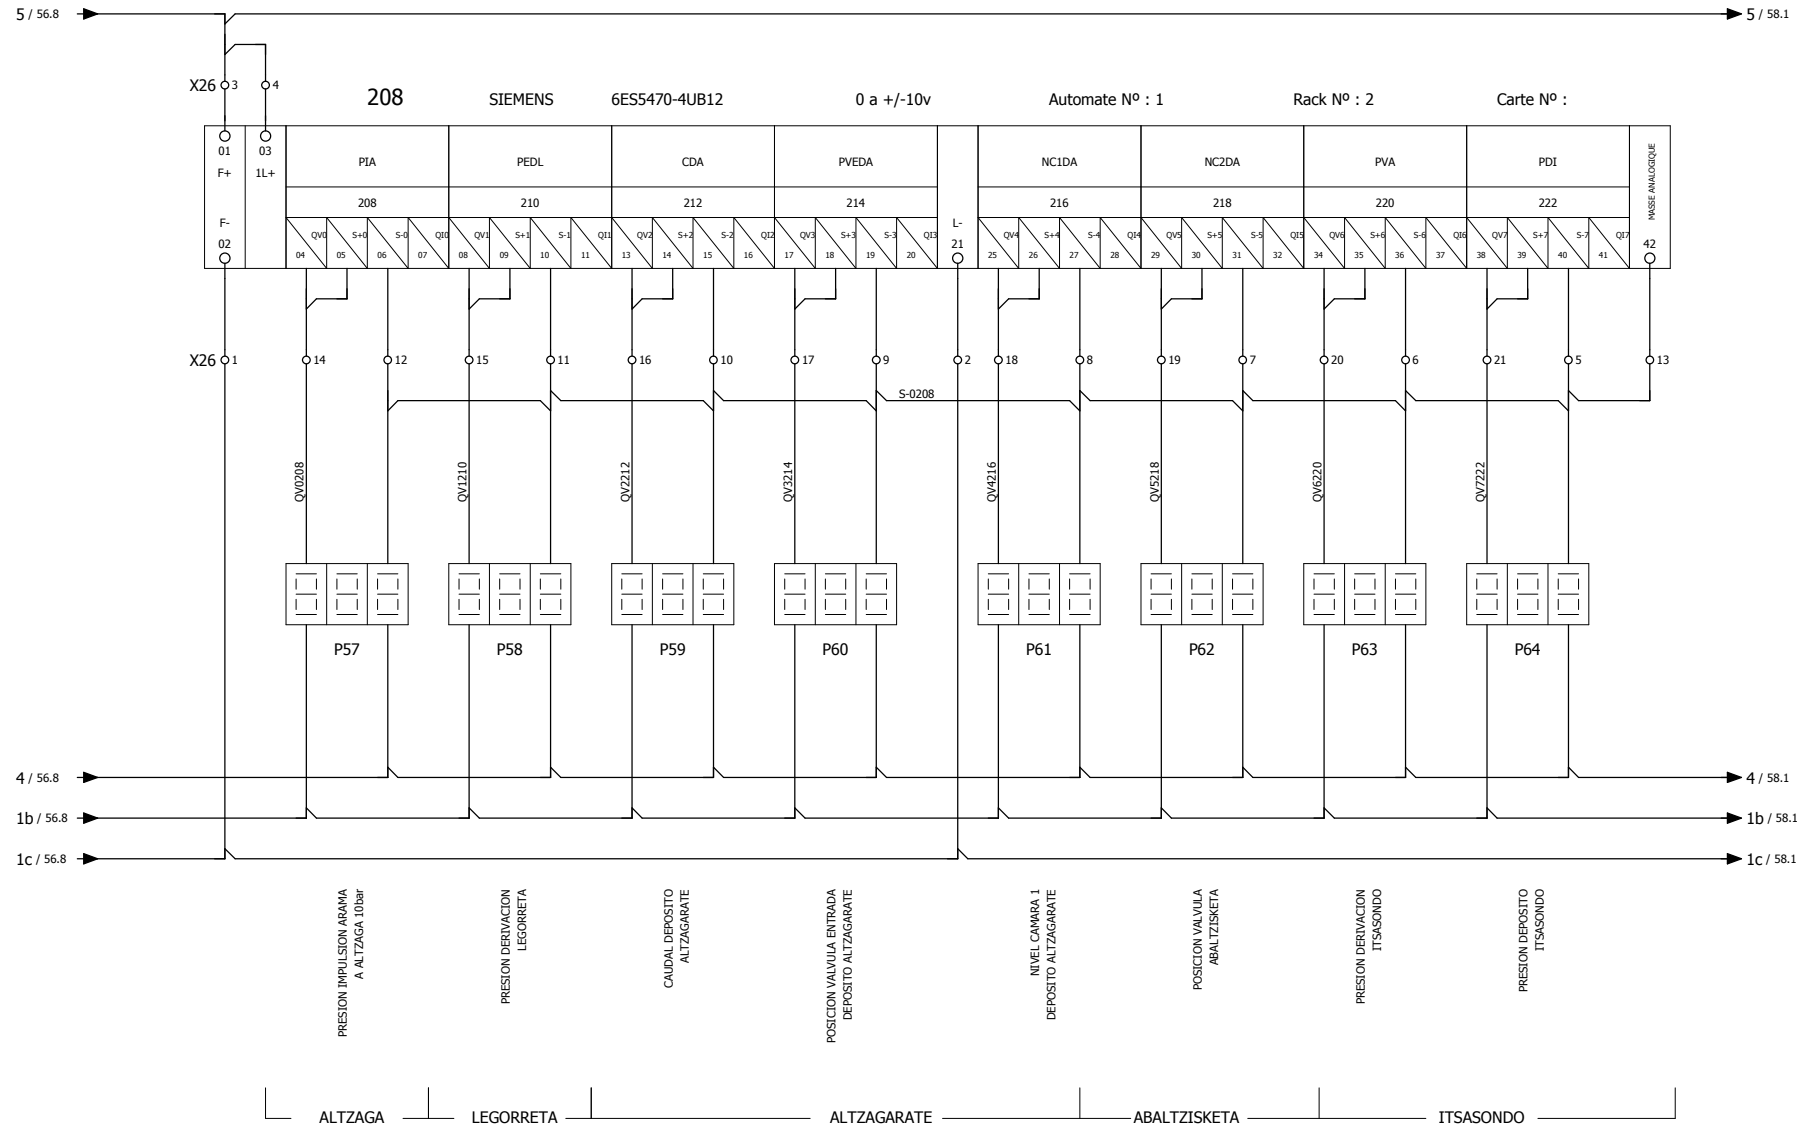 5 / 56.8
5 / 58.1
X26 3 4
208 SIEMENS 6ES5470-4UB12 0 a +/-10v Automate Nº : 1 Rack Nº : 2 Carte Nº :
01 03
F+ 1L+
PIA PEDL CDA PVEDA NC1DA NC2DA PVA PDI
MASSE ANALOGIQUE
208 210 212 214 216 218 220 222
F- L-
QV0 S+0 S-0 QI0 QV1 S+1 S-1 QI1 QV2 S+2 S-2 QI2 QV3 S+3 S-3 QI3 QV4 S+4 S-4 QI4 QV5 S+5 S-5 QI5 QV6 S+6 S-6 QI6 QV7 S+7 S-7 QI7
02 04 05 06 07 08 09 10 11 13 14 15 16 17 18 19 20 21 25 26 27 28 29 30 31 32 34 35 36 37 38 39 40 41 42
X26 1 14 12 15 11 16 10 17 9 2 18 8 19 7 20 6 21 5 13
S-0208
QV0208
QV1210
QV2212
QV3214
QV4216
QV5218
QV6220
QV7222
P57 P58 P59 P60 P61 P62 P63 P64
4 / 56.8
4 / 58.1
1b / 56.8
1b / 58.1
1c / 56.8
1c / 58.1
PRESION IMPULSION ARAMA
A ALTZAGA 10bar
PRESION DERIVACION
LEGORRETA
CAUDAL DEPOSITO
ALTZAGARATE
POSICION VALVULA ENTRADA
DEPOSITO ALTZAGARATE
NIVEL CAMARA 1
DEPOSITO ALTZAGARATE
POSICION VALVULA
ABALTZISKETA
PRESION DERIVACION
ITSASONDO
PRESION DEPOSITO
ITSASONDO
ALTZAGA LEGORRETA ALTZAGARATE ABALTZISKETA ITSASONDO